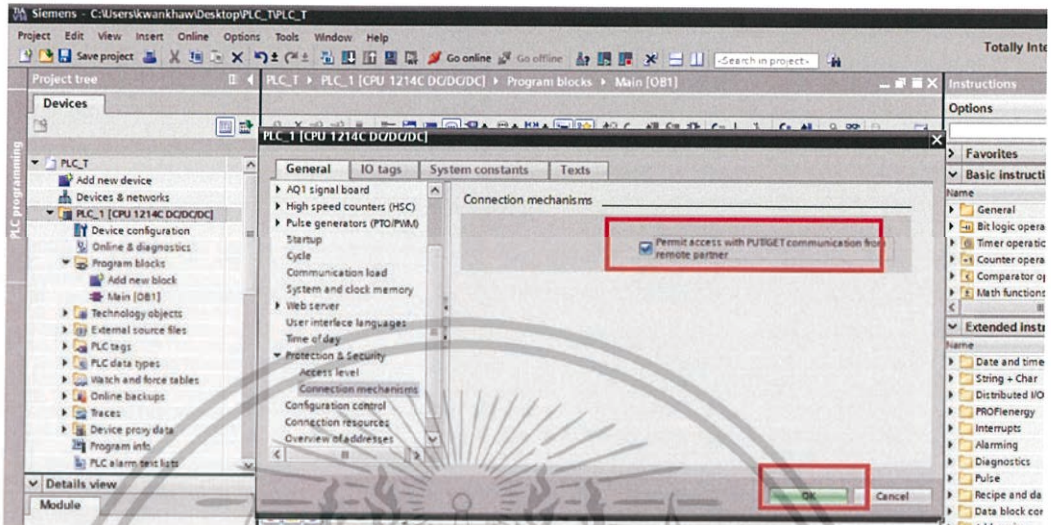 Siemens - C:\Users\kwankhaw\Desktop\PLC_T\PLC_T
Project Edit View Insert Online Options Tools Window Help
Save project Go online Go offline <Search in project>
Totally Inte
Project tree
PLC_T PLC_1 [CPU 1214C DC/DC/DC] Program blocks Main [OB1]
Instructions
Devices
Options
PLC programming
PLC_T
Add new device
Devices & networks
PLC_1 [CPU 1214C DC/DC/DC]
Device configuration
Online & diagnostics
Program blocks
Add new block
Main [OB1]
Technology objects
External source files
PLC tags
PLC data types
Watch and force tables
Online backups
Traces
Device proxy data
Program info
PLC alarm text lists
Details view
Module
PLC_1 [CPU 1214C DC/DC/DC]
General IO tags System constants Texts
AQ1 signal board
High speed counters (HSC)
Pulse generators (PTO/PWM)
Startup
Cycle
Communication load
System and clock memory
Web server
User interface languages
Time of day
Protection & Security
Access level
Connection mechanisms
Configuration control
Connection resources
Overview of addresses
Connection mechanisms
Permit access with PUT/GET communication from
remote partner
OK Cancel
Favorites
Basic instructi
Name
General
Bit logic opera
Timer operatic
Counter opera
Comparator op
Math functions
Extended instr
Name
Date and time
String + Char
Distributed I/O
PROFIenergy
Interrupts
Alarming
Diagnostics
Pulse
Recipe and da
Data block cor